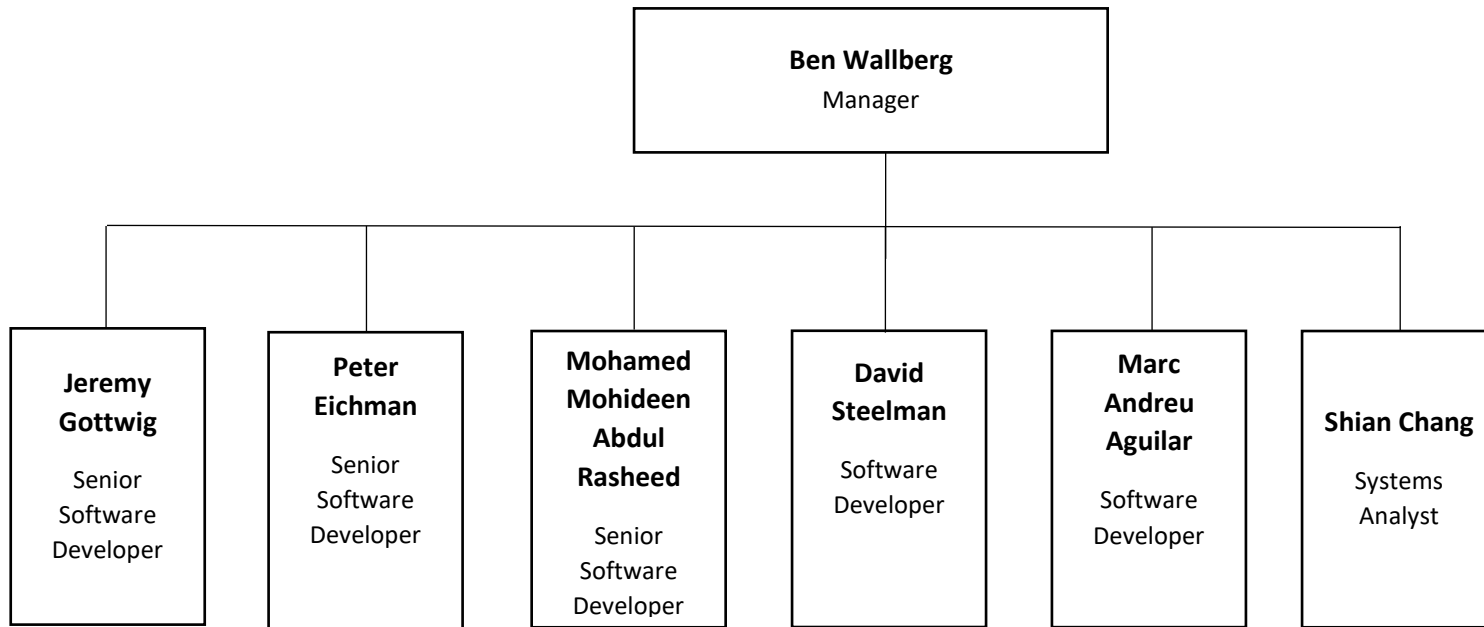 Ben Wallberg
Manager
Jeremy
Gottwig
Senior
Software
Developer
Peter
Eichman
Senior
Software
Developer
Mohamed
Mohideen
Abdul
Rasheed
Senior
Software
Developer
David
Steelman
Software
Developer
Marc
Andreu
Aguilar
Software
Developer
Shian Chang
Systems
Analyst